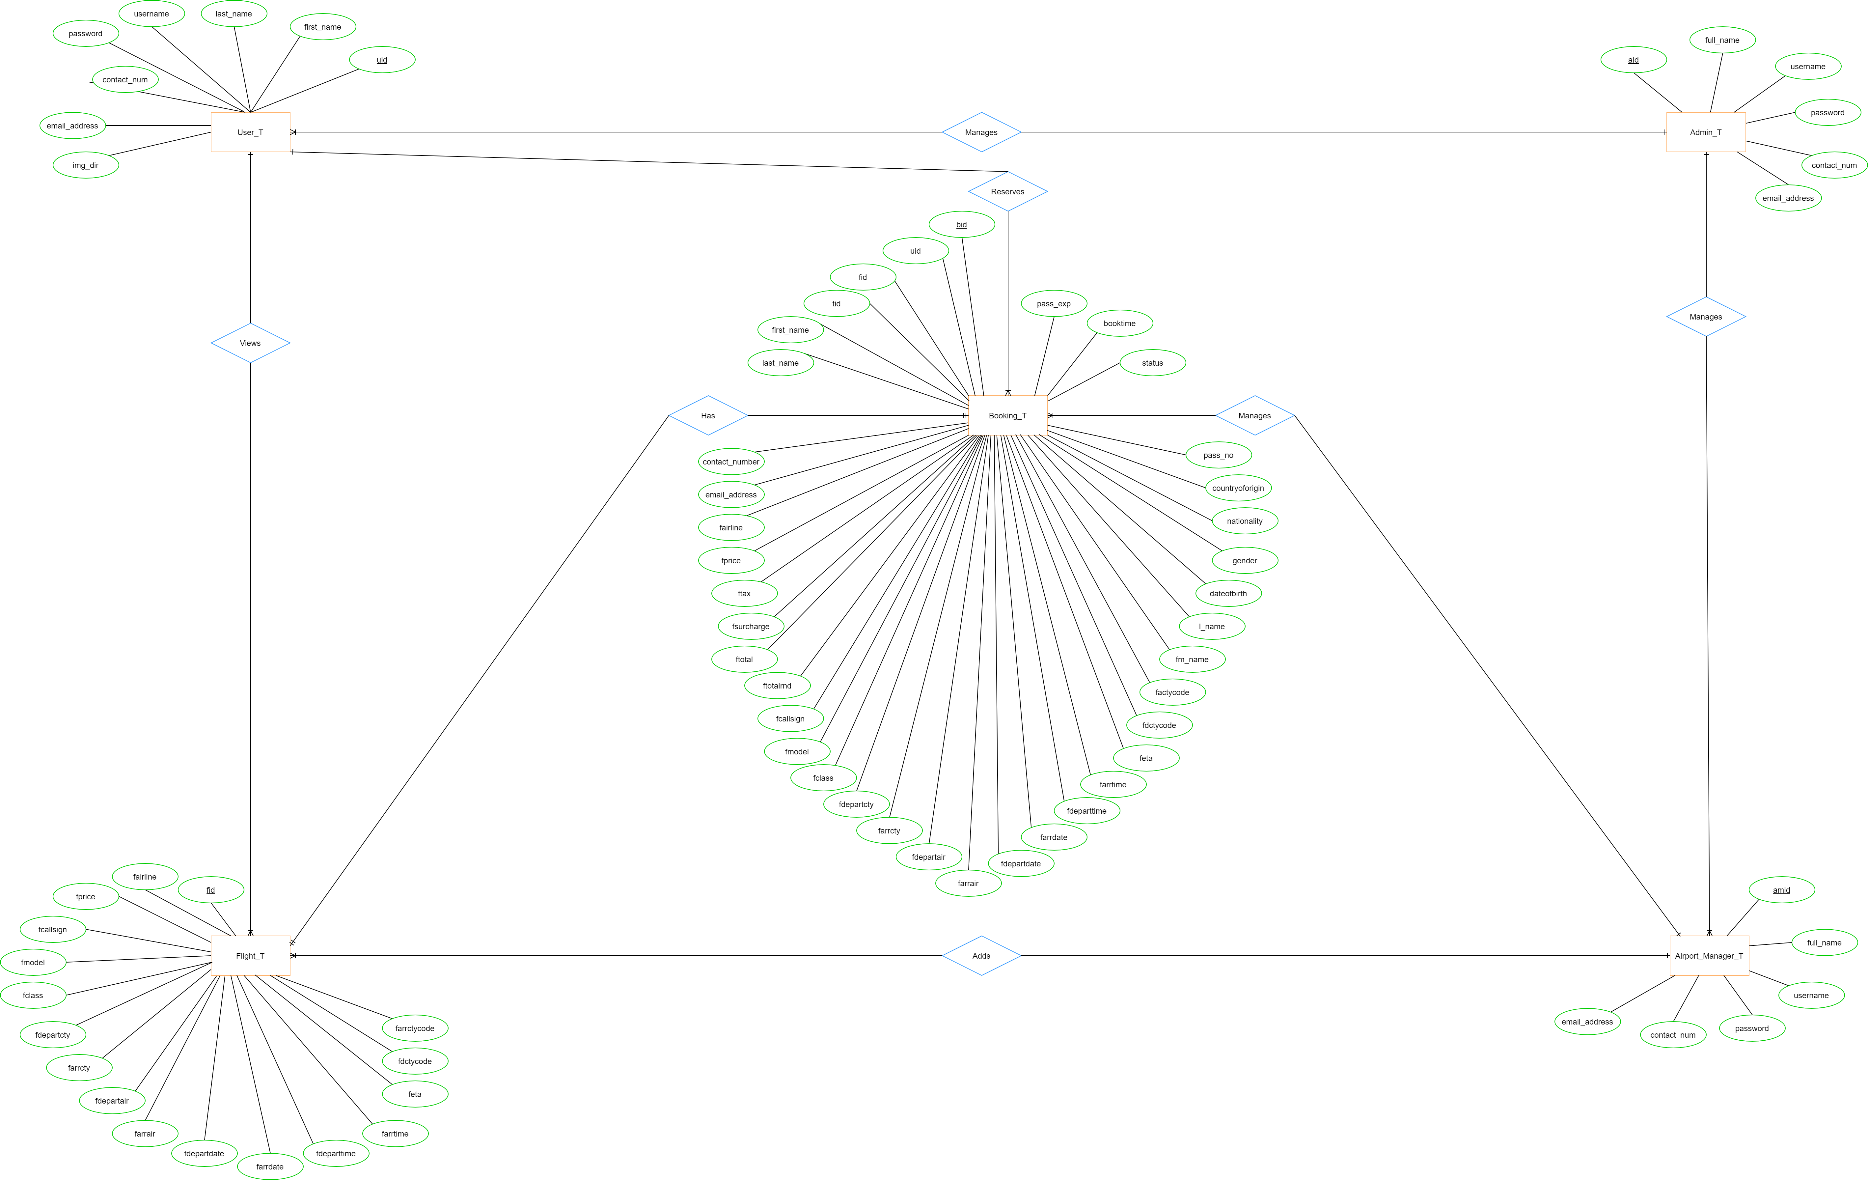 username
last_name
first_name
password
uid
contact_num
email_address
img_dir
User_T
Manages
aid
full_name
username
password
contact_num
email_address
Admin_T
Reserves
bid
uid
fid
first_name
last_name
pass_exp
booktime
status
Views
Manages
Has
Booking_T
Manages
contact_number
email_address
fairline
fprice
ftax
fsurcharge
ftotal
ftotalrnd
fcallsign
fmodel
fclass
fdepartcty
farrcty
fdepartair
farrair
fdepartdate
farrdate
fdeparttime
farrtime
feta
fdctycode
factycode
fm_name
l_name
dateofbirth
gender
nationality
countryoforigin
pass_no
fid
fairline
fprice
fcallsign
fmodel
fclass
fdepartcty
farrcty
fdepartair
farrair
fdepartdate
farrdate
fdeparttime
farrtime
feta
fdctycode
farrctycode
Flight_T
Adds
amid
full_name
Airport_Manager_T
username
password
contact_num
email_address